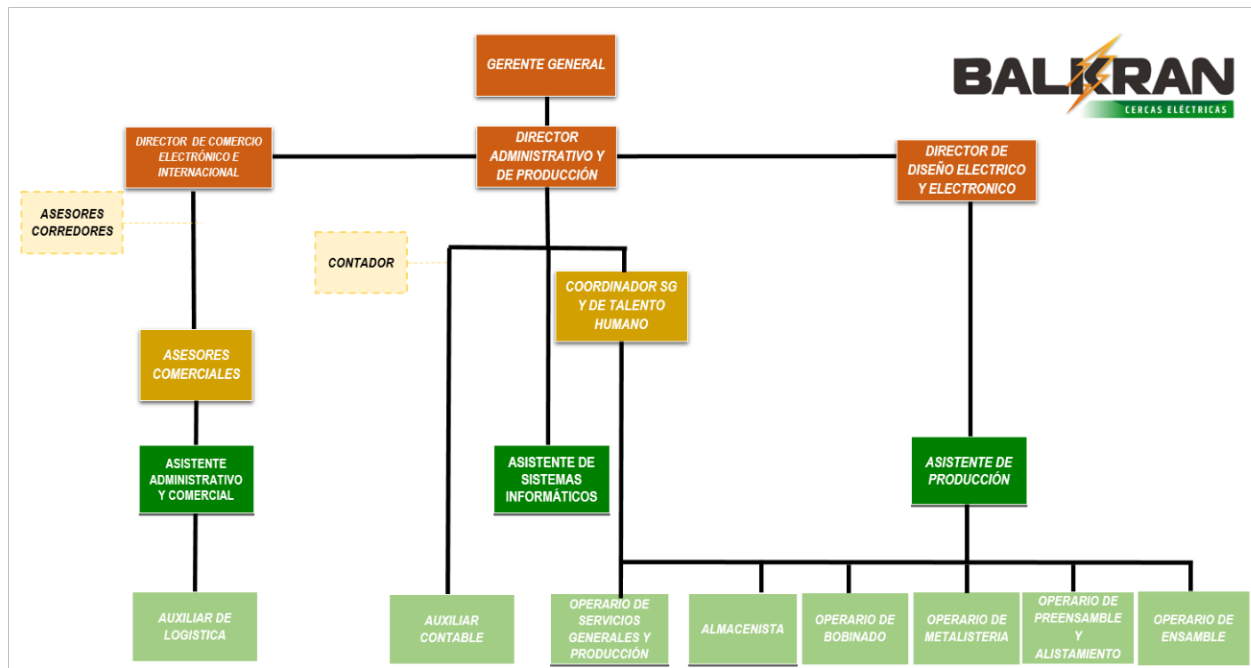 GERENTE GENERAL
BALKRAN
CERCAS ELÉCTRICAS
DIRECTOR DE COMERCIO
ELECTRÓNICO E
INTERNACIONAL
DIRECTOR
ADMINISTRATIVO Y
DE PRODUCCIÓN
DIRECTOR DE
DISEÑO ELECTRICO
Y ELECTRONICO
ASESORES
CORREDORES
CONTADOR
COORDINADOR SG
Y DE TALENTO
HUMANO
ASESORES
COMERCIALES
ASISTENTE
ADMINISTRATIVO
Y COMERCIAL
ASISTENTE DE
SISTEMAS
INFORMÁTICOS
ASISTENTE DE
PRODUCCIÓN
AUXILIAR DE
LOGISTICA
AUXILIAR
CONTABLE
OPERARIO DE
SERVICIOS
GENERALES Y
PRODUCCIÓN
ALMACENISTA
OPERARIO DE
BOBINADO
OPERARIO DE
METALISTERIA
OPERARIO DE
PREENSAMBLE
Y
ALISTAMIENTO
OPERARIO DE
ENSAMBLE